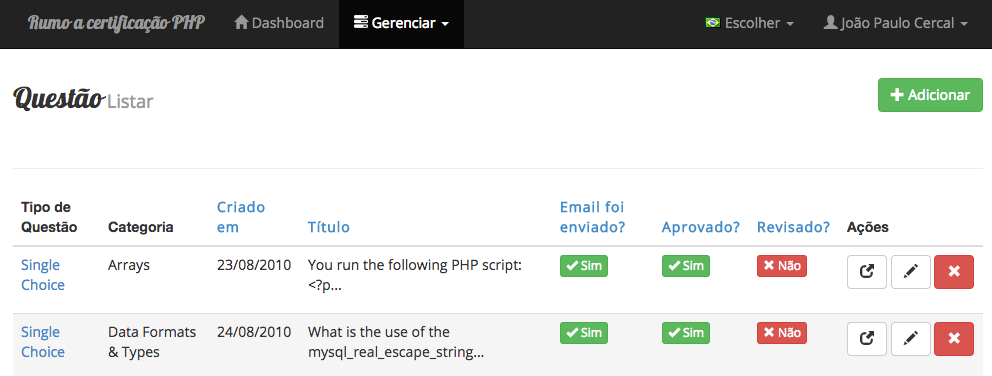 Rumo a certificação PHP Dashboard Gerenciar Escolher João Paulo Cercal
Questão Listar
Adicionar
Tipo de Questão Categoria Criado em Título Email foi enviado? Aprovado? Revisado? Ações
Single Choice Arrays 23/08/2010 You run the following PHP script: <?p... Sim Sim Não
Single Choice Data Formats & Types 24/08/2010 What is the use of the mysql_real_escape_string... Sim Sim Não